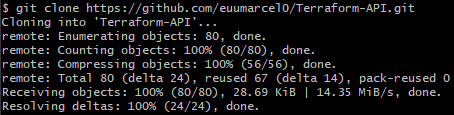 $ git clone https://github.com/euumarcel0/Terraform-API.git
Cloning into 'Terraform-API'...
remote: Enumerating objects: 80, done.
remote: Counting objects: 100% (80/80), done.
remote: Compressing objects: 100% (56/56), done.
remote: Total 80 (delta 24), reused 67 (delta 14), pack-reused 0
Receiving objects: 100% (80/80), 28.69 KiB | 14.35 MiB/s, done.
Resolving deltas: 100% (24/24), done.